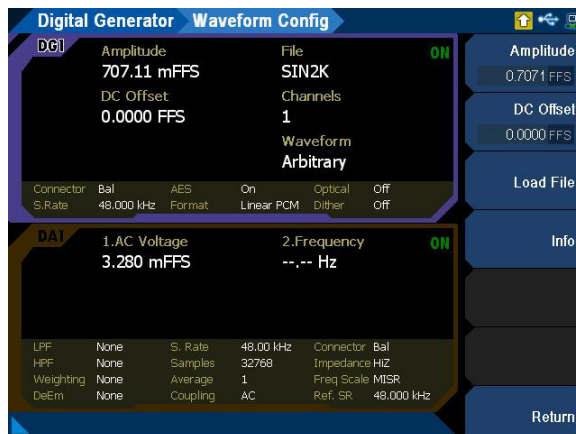 Digital Generator Waveform Config
DG1
Amplitude File ON
707.11 mFFS SIN2K
DC Offset Channels
0.0000 FFS 1
Waveform
Arbitrary
Connector Bal AES On Optical Off
S.Rate 48.000 kHz Format Linear PCM Dither Off
DA1
1.AC Voltage 2.Frequency ON
3.280 mFFS --.-- Hz
LPF None S. Rate 48.00 kHz Connector Bal
HPF None Samples 32768 Impedance HiZ
Weighting None Average 1 Freq Scale MISR
DeEm None Coupling AC Ref. SR 48.000 kHz
Amplitude
0.7071 FFS
DC Offset
0.0000 FFS
Load File
Info
Return